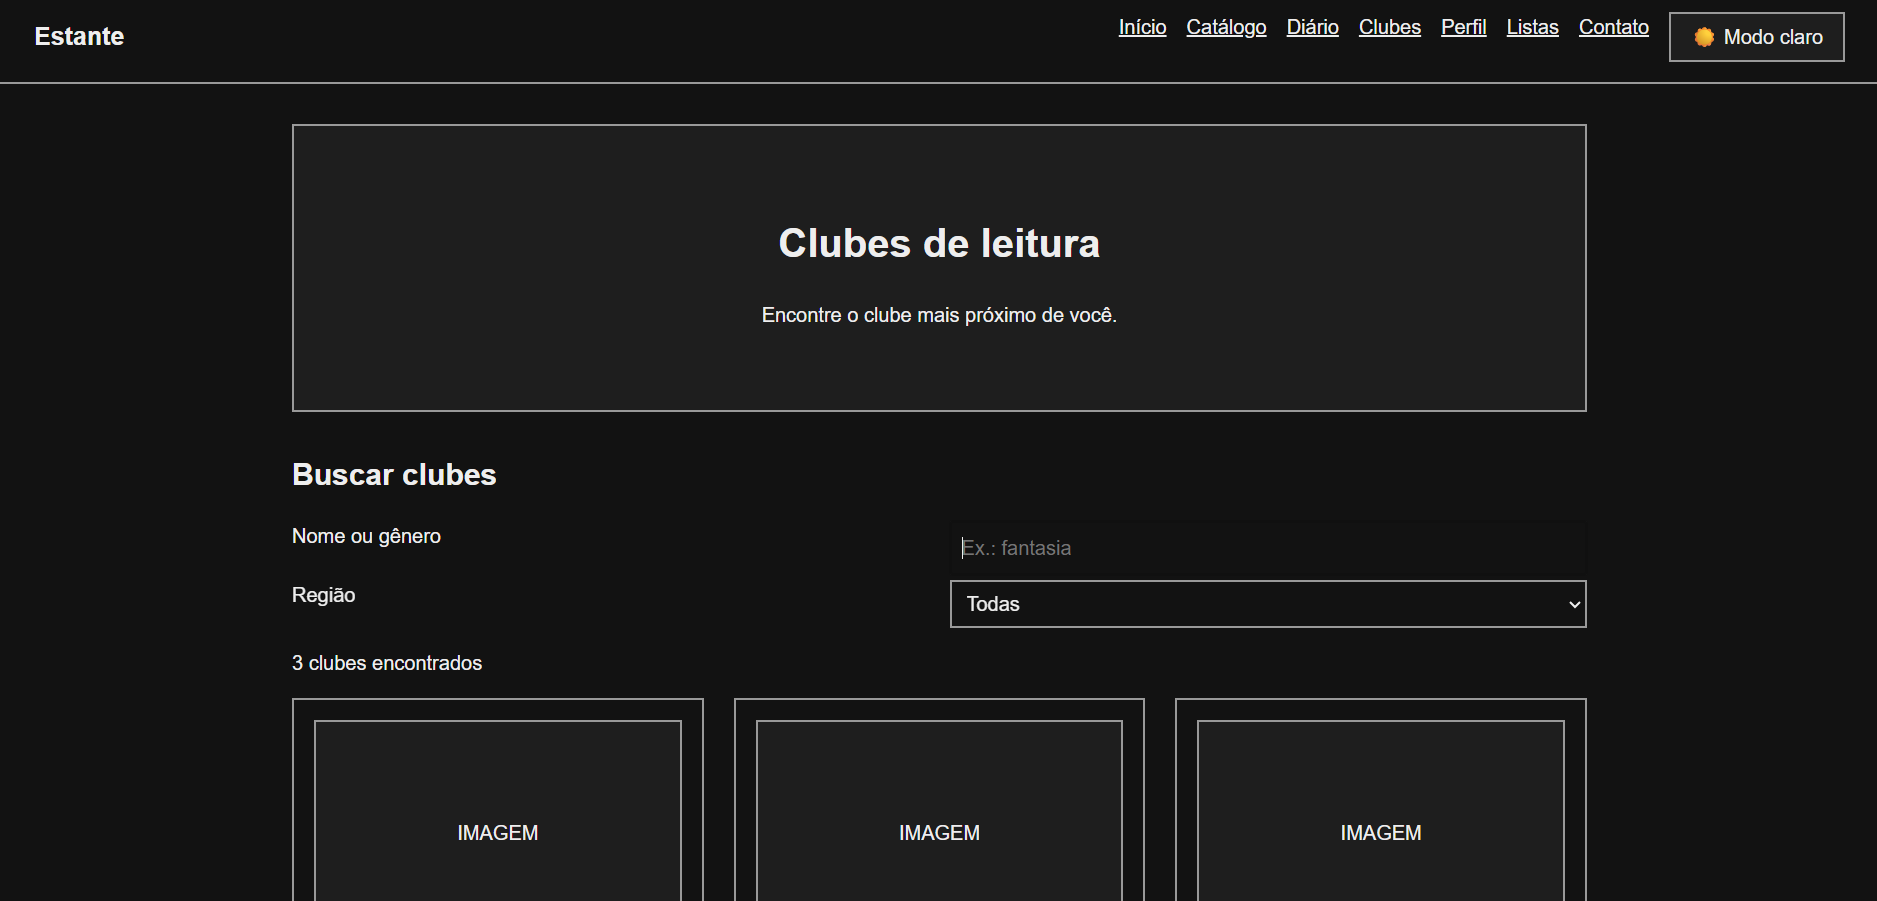 Estante
Início Catálogo Diário Clubes Perfil Listas Contato Modo claro
Clubes de leitura
Encontre o clube mais próximo de você.
Buscar clubes
Nome ou gênero
Ex.: fantasia
Região
Todas
3 clubes encontrados
IMAGEM IMAGEM IMAGEM